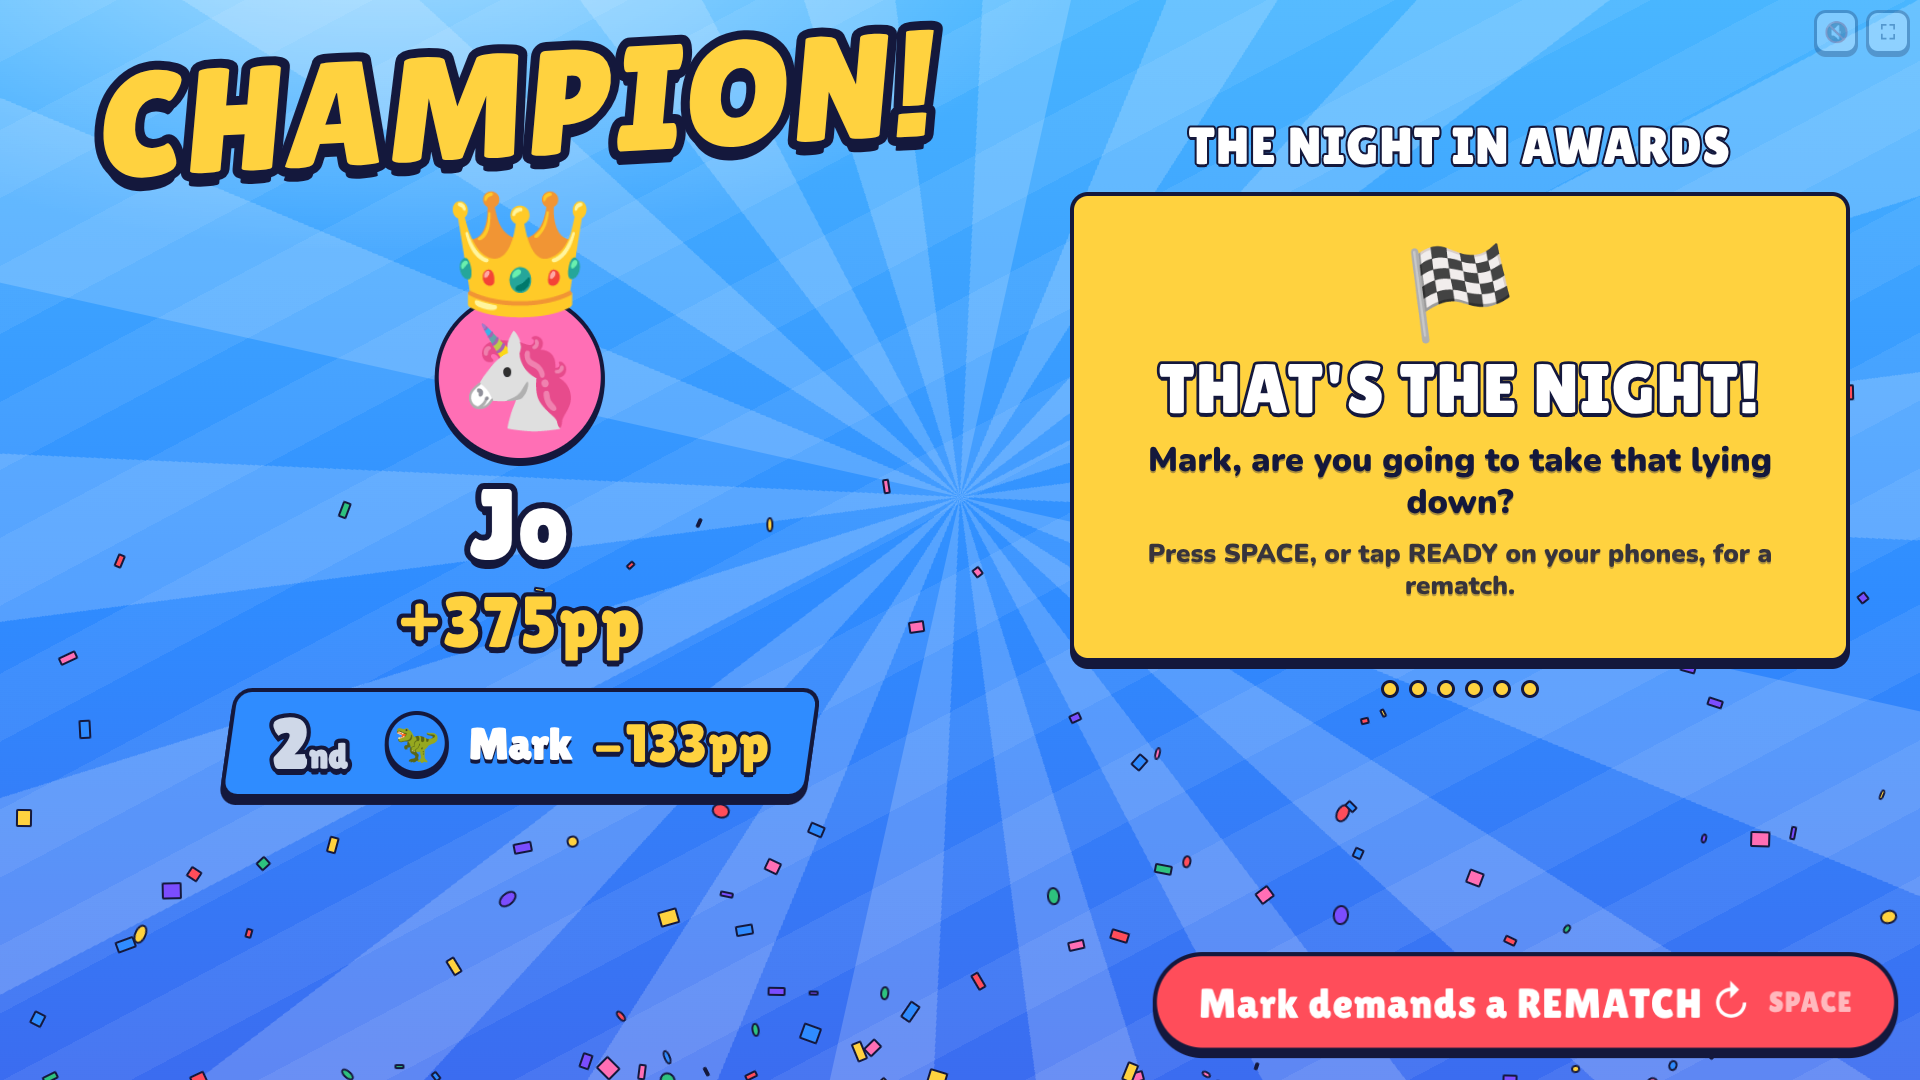 CHAMPION!
Jo
+375pp
2nd Mark -133pp
THE NIGHT IN AWARDS
THAT'S THE NIGHT!
Mark, are you going to take that lying
down?
Press SPACE, or tap READY on your phones, for a
rematch.
Mark demands a REMATCH SPACE